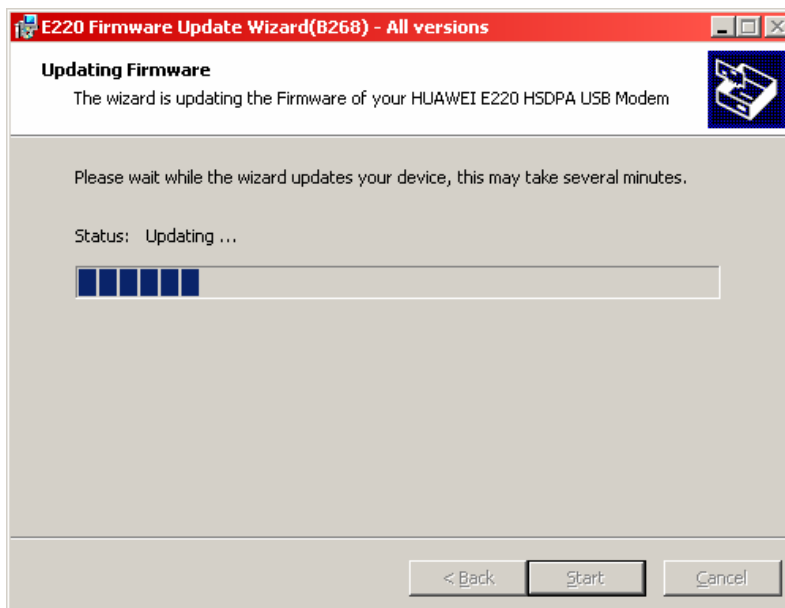 E220 Firmware Update Wizard(B268) - All versions
Updating Firmware
The wizard is updating the Firmware of your HUAWEI E220 HSDPA USB Modem
Please wait while the wizard updates your device, this may take several minutes.
Status: Updating ...
< Back Start Cancel